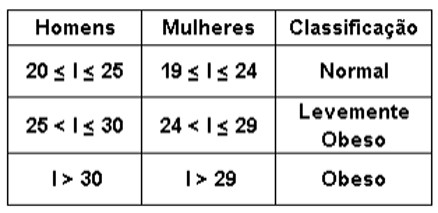 Homens Mulheres Classificação
20 ≤ I ≤ 25 19 ≤ I ≤ 24 Normal
25 < I ≤ 30 24 < I ≤ 29 Levemente Obeso
I > 30 I > 29 Obeso